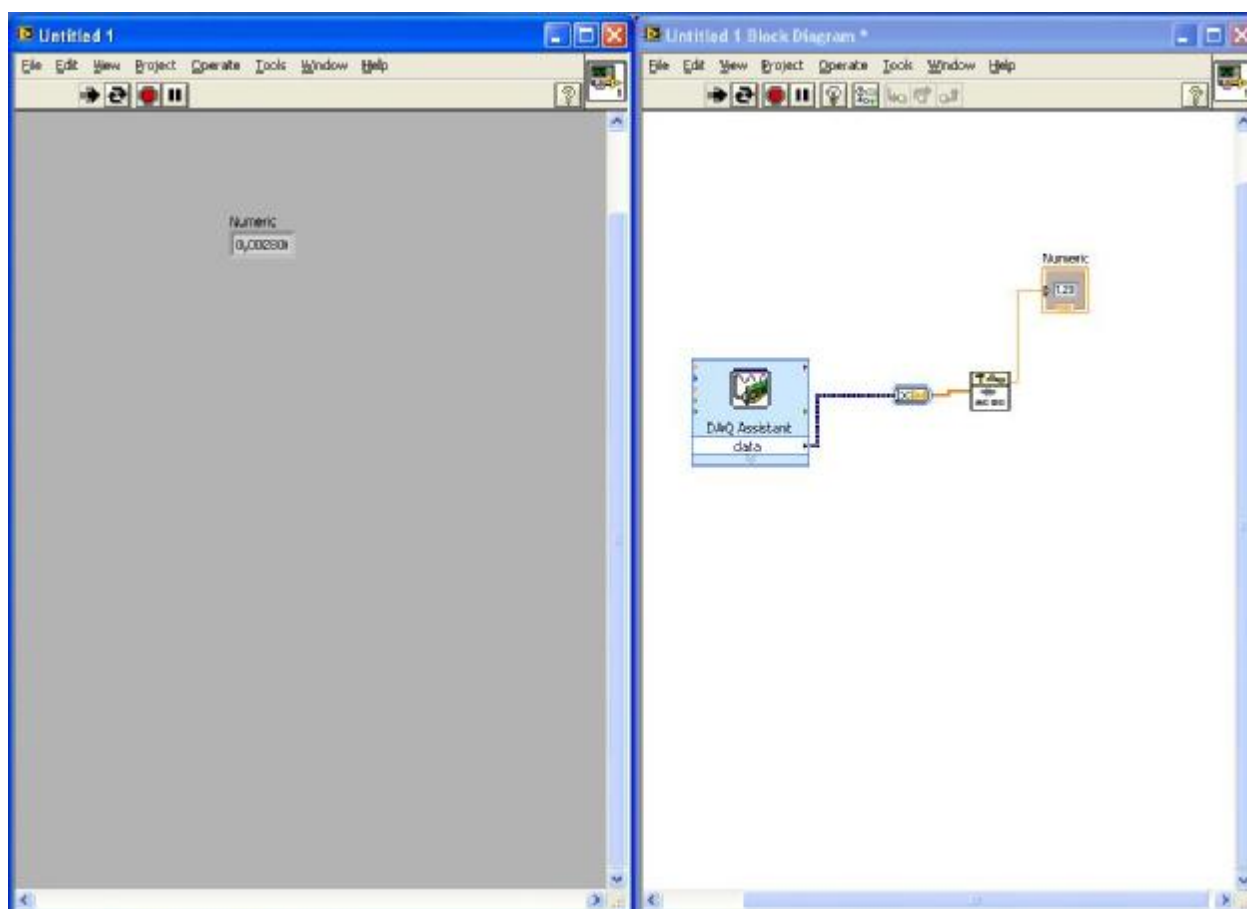 Untitled 1
File Edit View Project Operate Tools Window Help
Numeric
Untitled 1 Block Diagram *
File Edit View Project Operate Tools Window Help
Numeric
1.23
DAQ Assistant
data